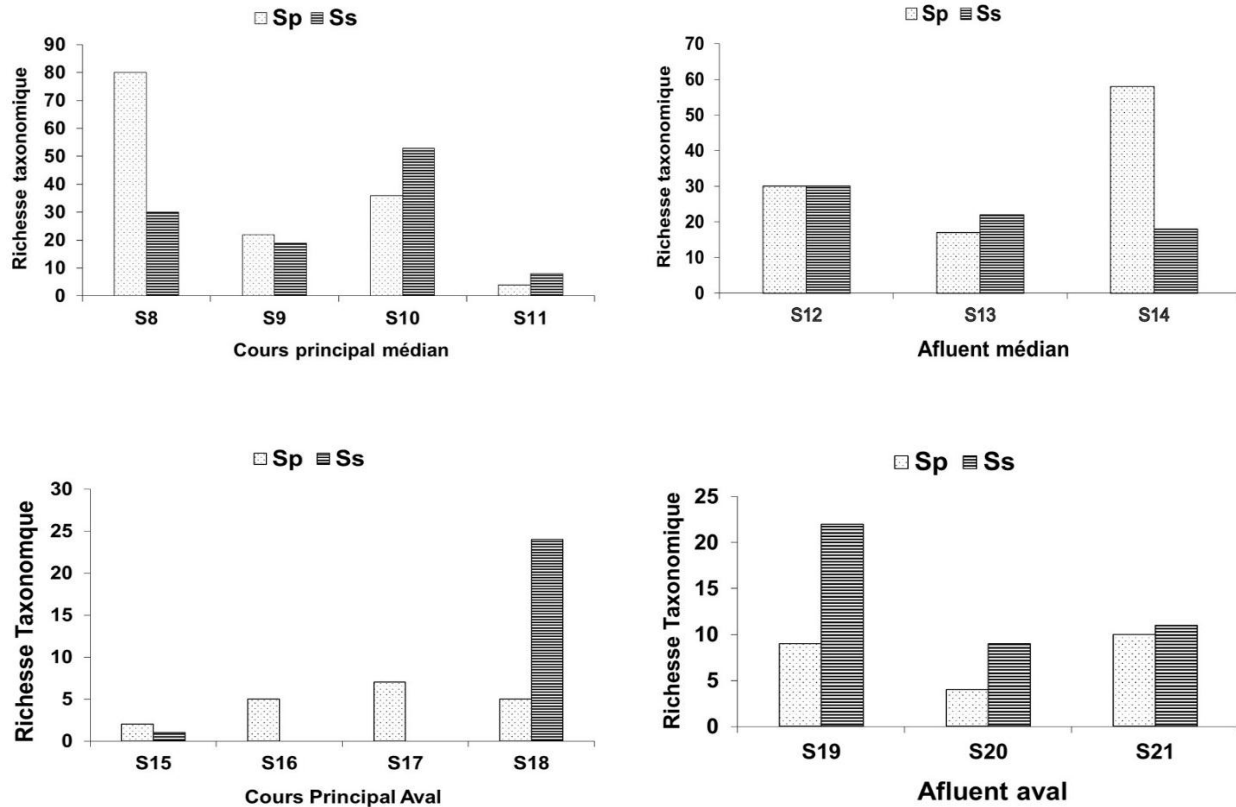 Sp Ss
Richesse taxonomique
90
80
70
60
50
40
30
20
10
0
S8 S9 S10 S11
Cours principal médian
Sp Ss
Richesse taxonomique
70
60
50
40
30
20
10
0
S12 S13 S14
Afluent médian
Sp Ss
Richesse Taxonomque
30
25
20
15
10
5
0
S15 S16 S17 S18
Cours Principal Aval
Sp Ss
Richesse Taxonomique
25
20
15
10
5
0
S19 S20 S21
Afluent aval